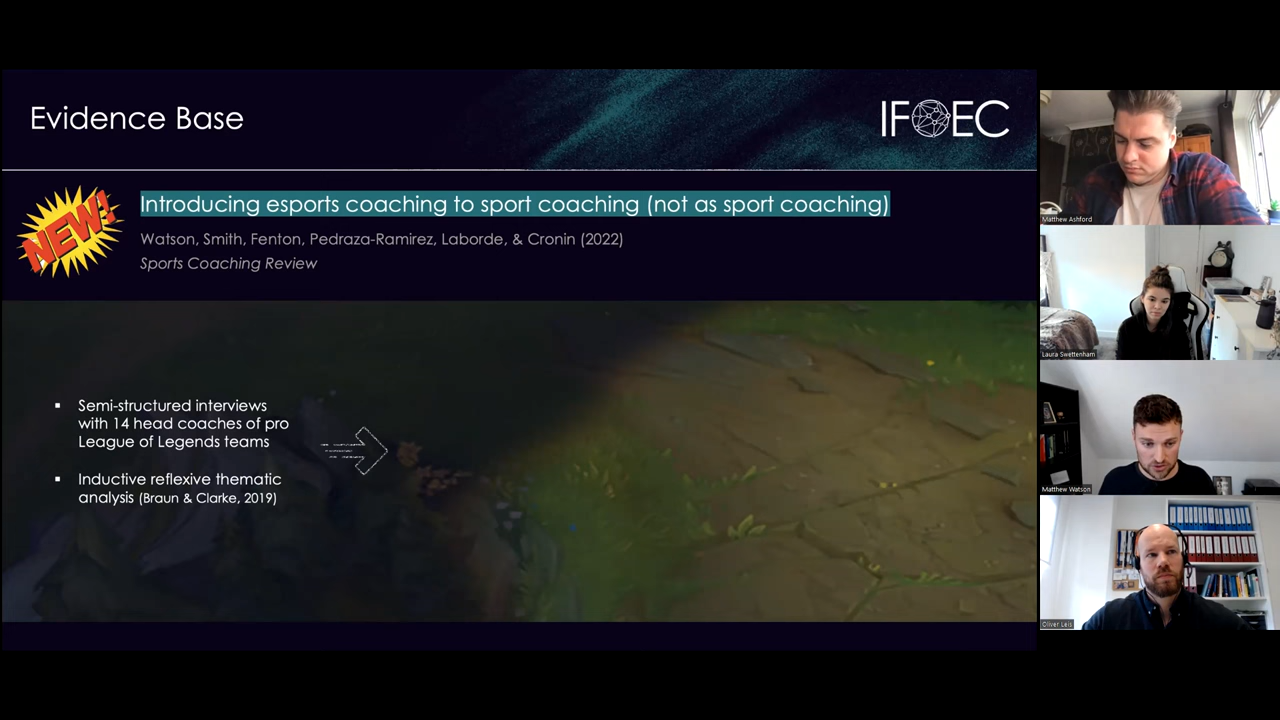 Evidence Base
IFOEC
NEW!
Introducing esports coaching to sport coaching (not as sport coaching)
Watson, Smith, Fenton, Pedraza-Ramirez, Laborde, & Cronin (2022)
Sports Coaching Review
▪ Semi-structured interviews
with 14 head coaches of pro
League of Legends teams
▪ Inductive reflexive thematic
analysis (Braun & Clarke, 2019)
Matthew Ashford
Laura Swettenham
Matthew Watson
Oliver Leis